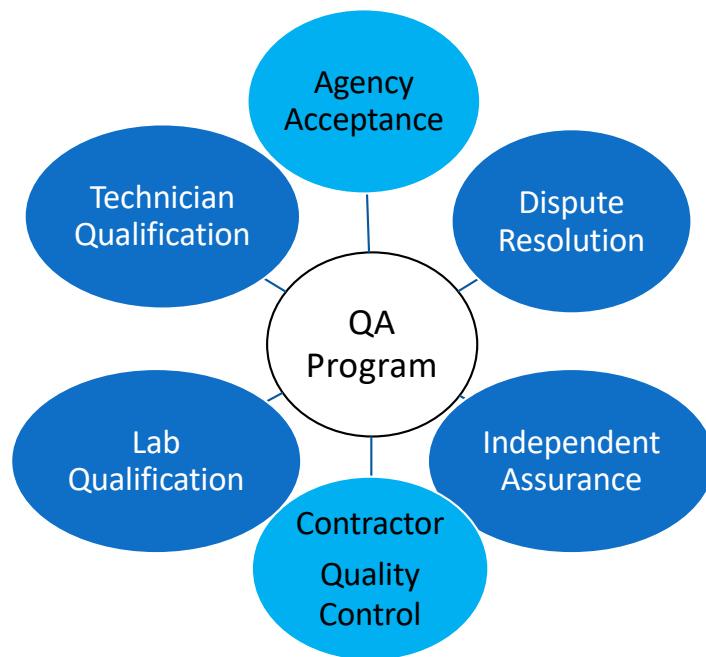 Agency
Acceptance
Technician
Qualification
Dispute
Resolution
QA
Program
Lab
Qualification
Independent
Assurance
Contractor
Quality
Control